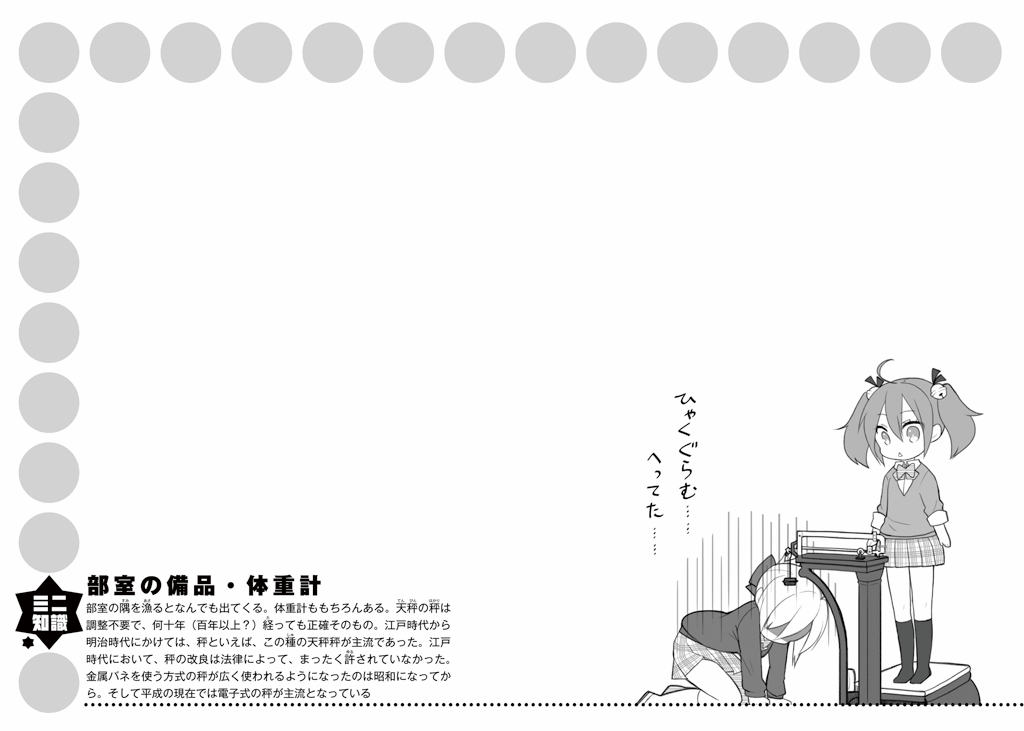 ひゃくぐらむ……
へってた……
ミニ
知識
部室の備品・体重計
部室の隅を漁るとなんでも出てくる。体重計ももちろんある。天秤の秤は
調整不要で、何十年（百年以上？）経っても正確そのもの。江戸時代から
明治時代にかけては、秤といえば、この種の天秤秤が主流であった。江戸
時代において、秤の改良は法律によって、まったく許されていなかった。
金属バネを使う方式の秤が広く使われるようになったのは昭和になってか
ら。そして平成の現在では電子式の秤が主流となっている